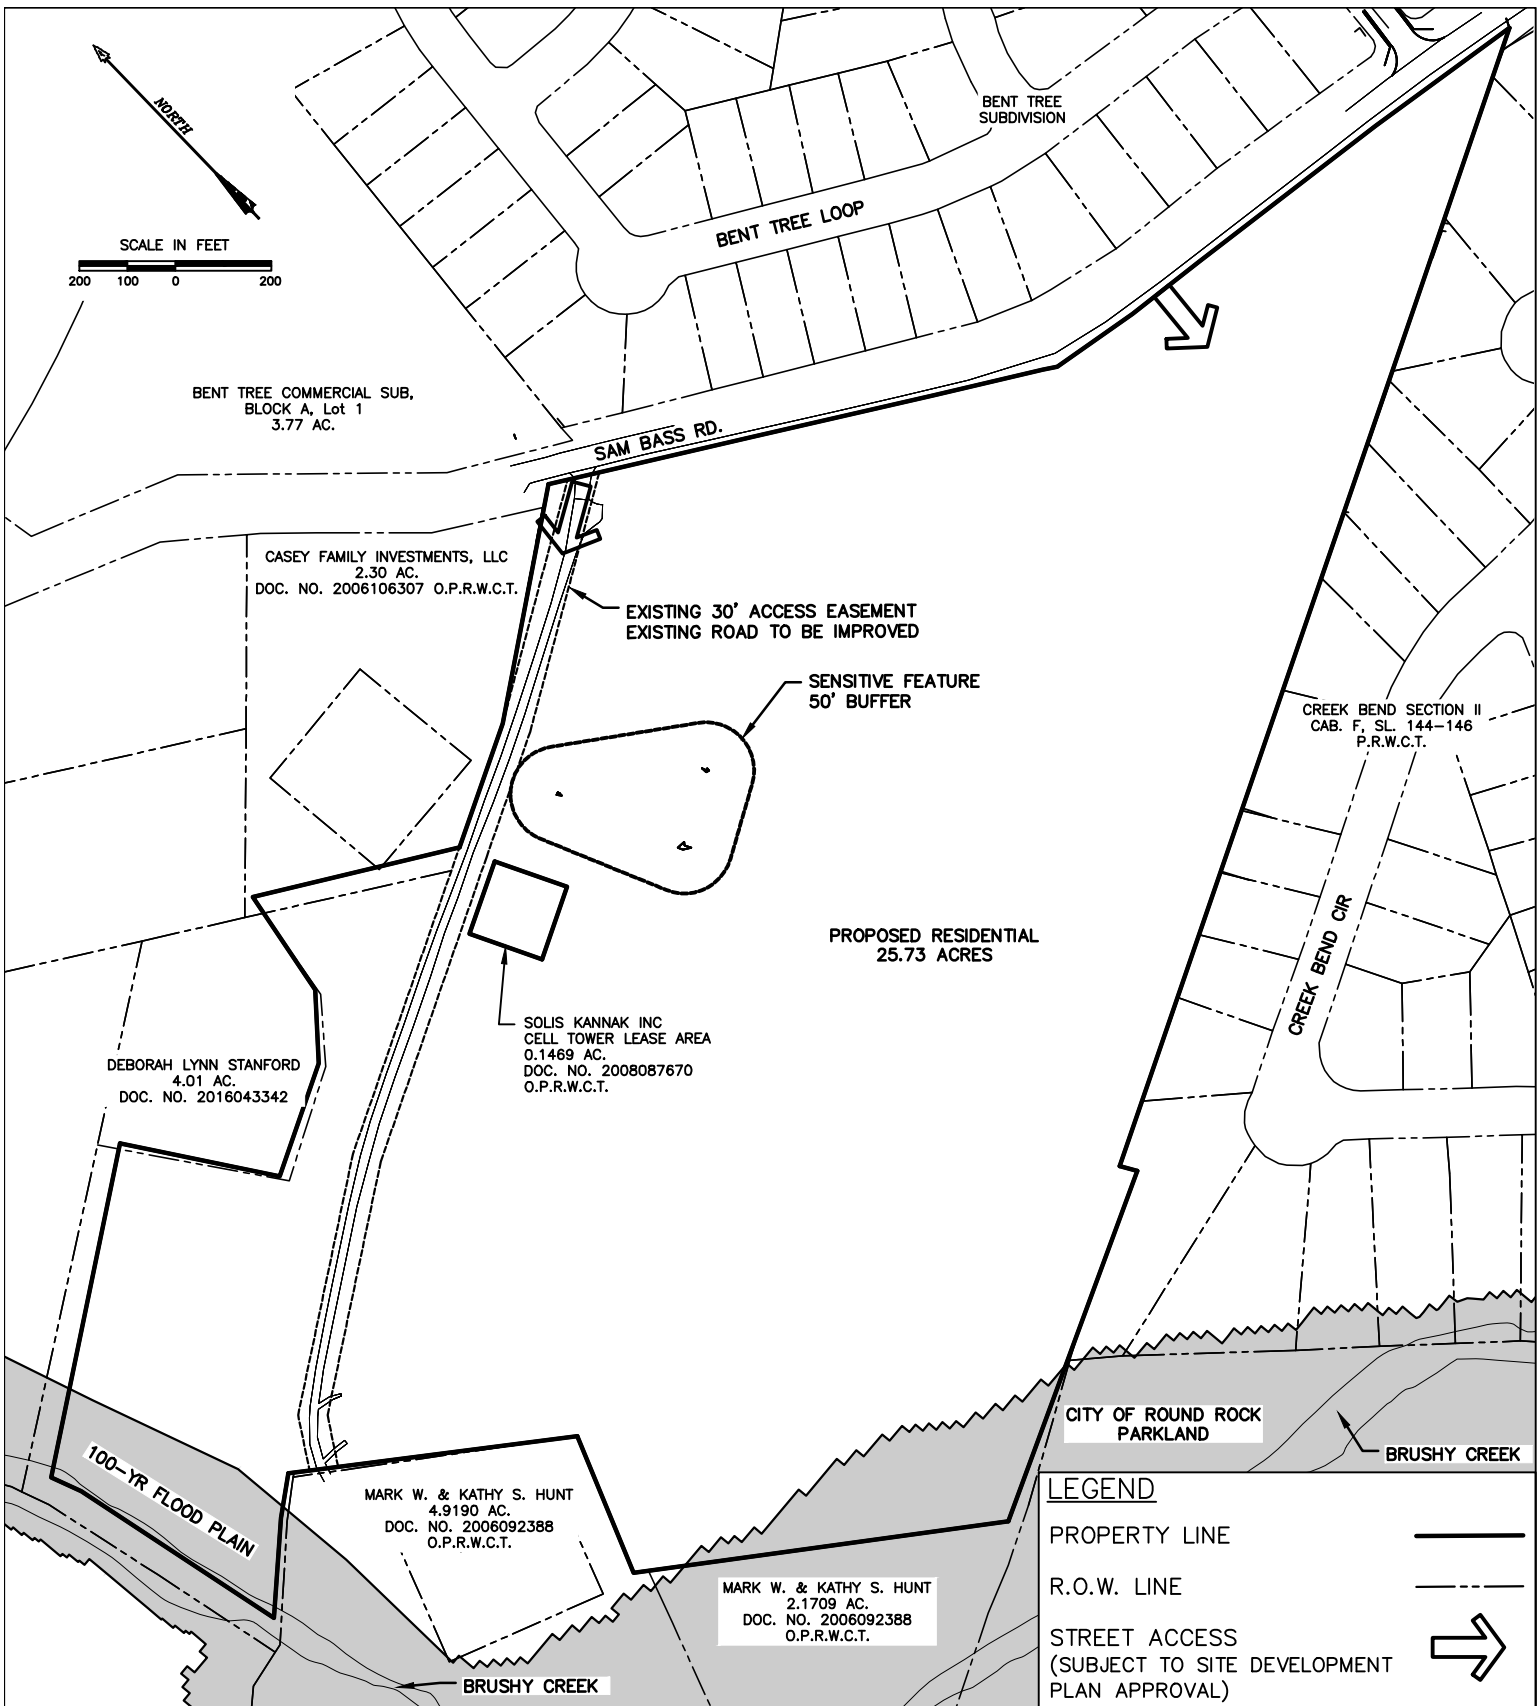 BENT TREE
SUBDIVISION
NORTH
SCALE IN FEET
200 100 0 200
BENT TREE LOOP
BENT TREE COMMERCIAL SUB,
BLOCK A, Lot 1
3.77 AC.
SAM BASS RD.
CASEY FAMILY INVESTMENTS, LLC
2.30 AC.
DOC. NO. 2006106307 O.P.R.W.C.T.
EXISTING 30' ACCESS EASEMENT
EXISTING ROAD TO BE IMPROVED
SENSITIVE FEATURE
50' BUFFER
CREEK BEND SECTION II
CAB. F, SL. 144-146
P.R.W.C.T.
CREEK BEND CIR
PROPOSED RESIDENTIAL
25.73 ACRES
SOLIS KANNAK INC
CELL TOWER LEASE AREA
0.1469 AC.
DOC. NO. 2008087670
O.P.R.W.C.T.
DEBORAH LYNN STANFORD
4.01 AC.
DOC. NO. 2016043342
CITY OF ROUND ROCK
PARKLAND
BRUSHY CREEK
100-YR FLOOD PLAIN
MARK W. & KATHY S. HUNT
4.9190 AC.
DOC. NO. 2006092388
O.P.R.W.C.T.
MARK W. & KATHY S. HUNT
2.1709 AC.
DOC. NO. 2006092388
O.P.R.W.C.T.
BRUSHY CREEK
LEGEND
PROPERTY LINE
R.O.W. LINE
STREET ACCESS
(SUBJECT TO SITE DEVELOPMENT
PLAN APPROVAL)